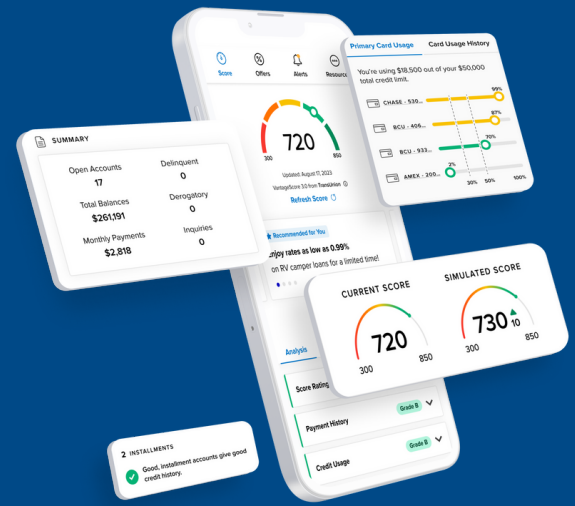 Score
Offers
Alerts
Resource
720
300
850
Updated: August 17, 2023
VantageScore 3.0 from TransUnion
Refresh Score
Recommended for You
njoy rates as low as 0.99%
on RV camper loans for a limited time!
Analysis
Score Rating
Payment History
Grade B
Credit Usage
Grade B
Primary Card Usage
Card Usage History
You're using $18,500 out of your $50,000
total credit limit.
CHASE - 530...
99%
BCU - 406...
87%
BCU - 933...
70%
AMEX - 200...
2%
30%
50%
100%
SUMMARY
Open Accounts
17
Delinquent
0
Total Balances
$261,191
Derogatory
0
Monthly Payments
$2,818
Inquiries
0
CURRENT SCORE
720
300
850
SIMULATED SCORE
730
10
300
850
2 INSTALLMENTS
Good, installment accounts give good
credit history.